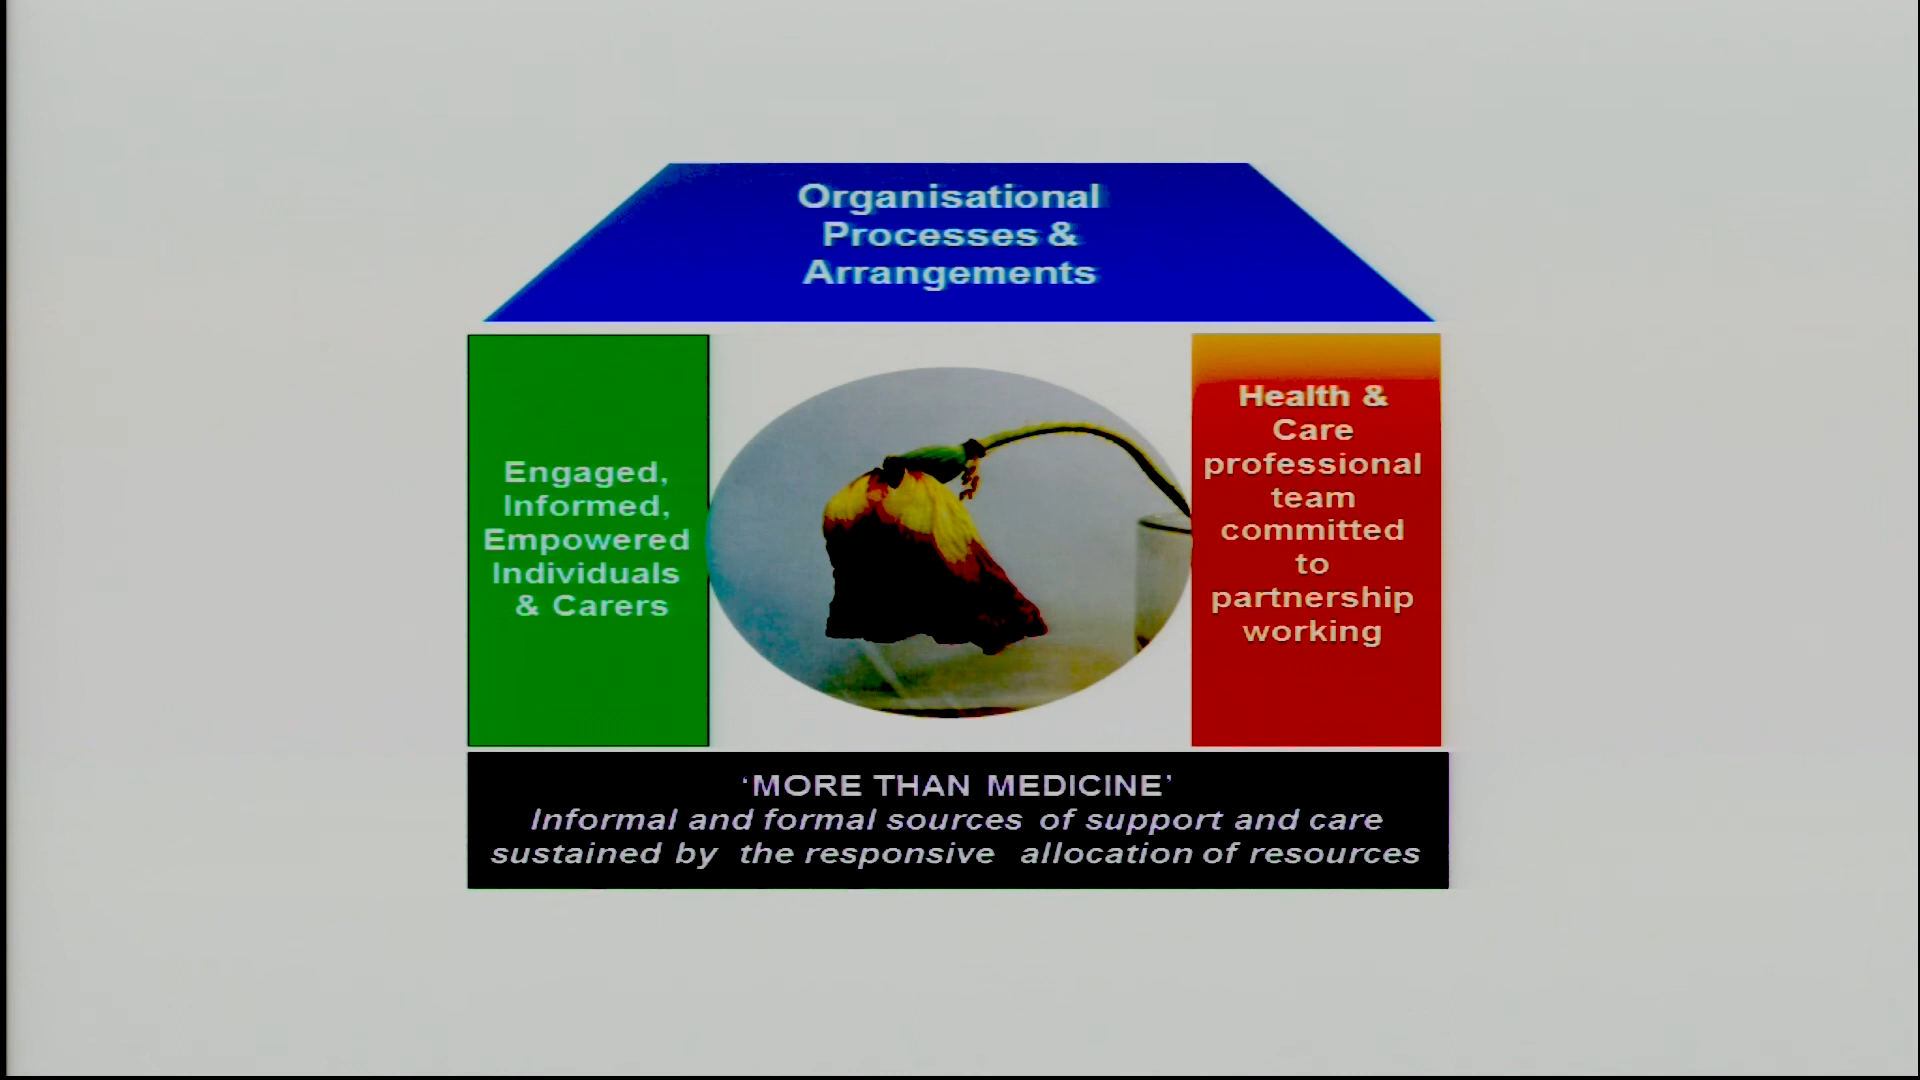 Organisational
Processes &
Arrangements
Engaged,
Informed,
Empowered
Individuals
& Carers
Health &
Care
professional
team
committed
to
partnership
working
‘MORE THAN MEDICINE’
Informal and formal sources of support and care
sustained by the responsive allocation of resources